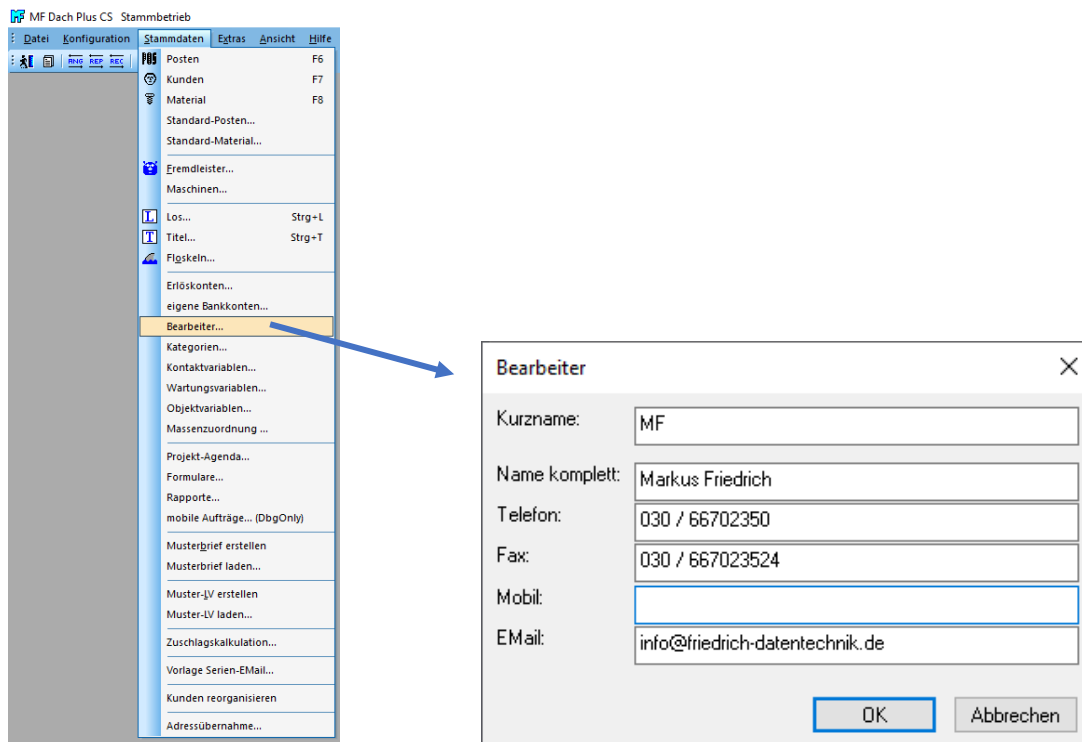 MF Dach Plus CS Stammbetrieb
Datei Konfiguration Stammdaten Extras Ansicht Hilfe
ANG REP REC
POS Posten F6
Kunden F7
Material F8
Standard-Posten...
Standard-Material...
Fremdleister...
Maschinen...
L Los... Strg+L
T Titel... Strg+T
Floskeln...
Erlöskonten...
eigene Bankkonten...
Bearbeiter...
Kategorien...
Kontaktvariablen...
Wartungsvariablen...
Objektvariablen...
Massenzuordnung ...
Projekt-Agenda...
Formulare...
Rapporte...
mobile Aufträge... (DbgOnly)
Musterbrief erstellen
Musterbrief laden...
Muster-LV erstellen
Muster-LV laden...
Zuschlagskalkulation...
Vorlage Serien-EMail...
Kunden reorganisieren
Adressübernahme...
Bearbeiter
Kurzname: MF
Name komplett: Markus Friedrich
Telefon: 030 / 66702350
Fax: 030 / 667023524
Mobil:
EMail: info@friedrich-datentechnik.de
OK Abbrechen